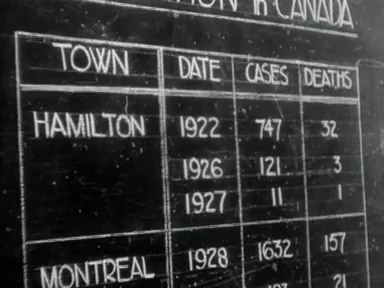 in CANADA
TOWN DATE CASES DEATHS
HAMILTON 1922 747 32
1926 121 3
1927 11 1
MONTREAL 1928 1632 157
21